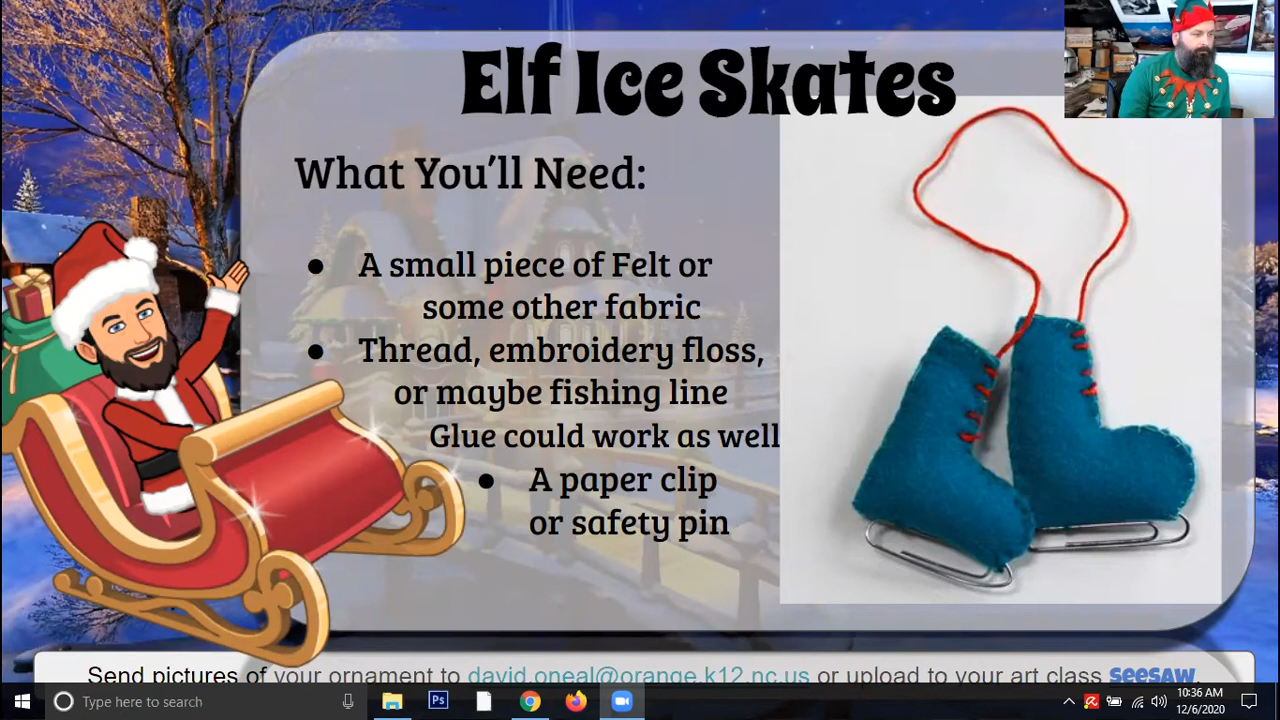 Elf Ice Skates
What You'll Need:
● A small piece of Felt or
some other fabric
● Thread, embroidery floss,
or maybe fishing line
Glue could work as well
● A paper clip
or safety pin
Send pictures of your ornament to david.oneal@orange.k12.nc.us or upload to your art class SEESAW.
Type here to search
Ps
10:36 AM
12/6/2020